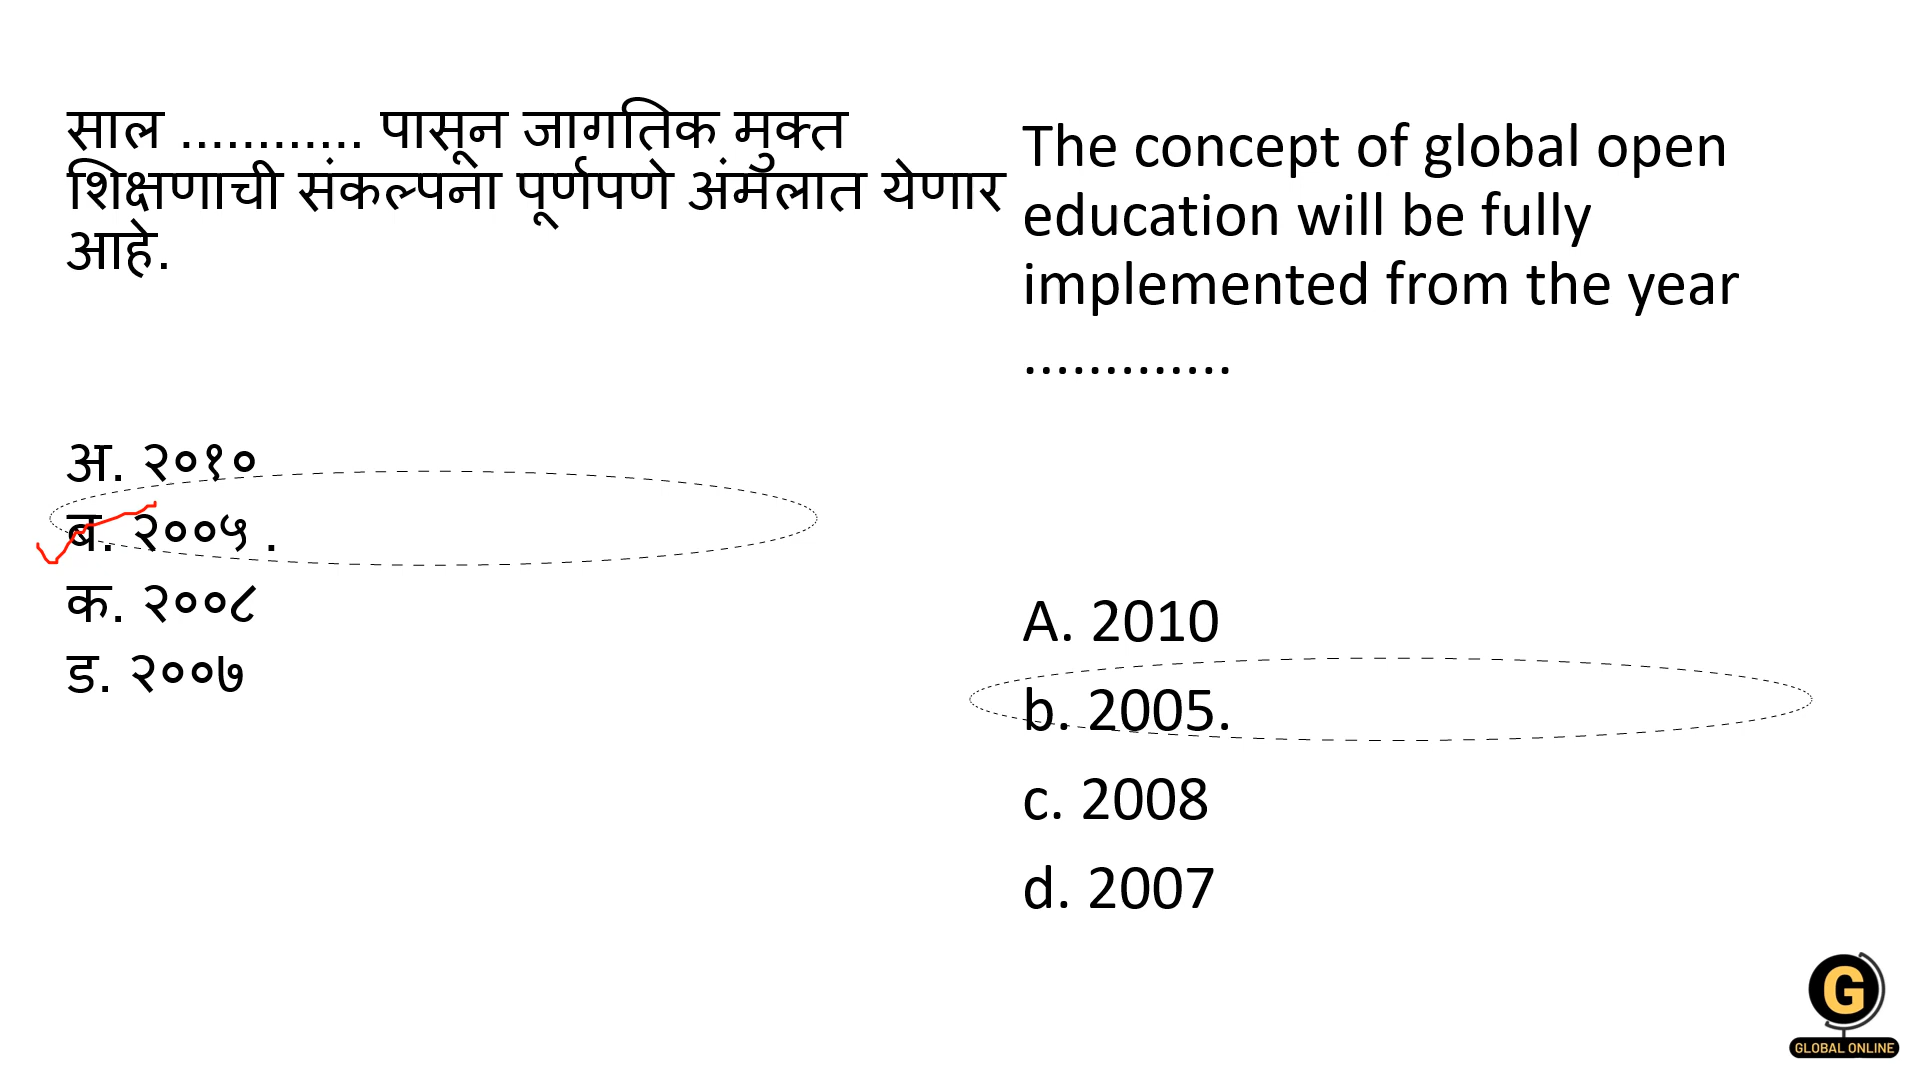 साल ............ पासून जागतिक मुक्त
शिक्षणाची संकल्पना पूर्णपणे अंमलात येणार
आहे.
अ. २०१०
ब. २००५ .
क. २००८
ड. २००७
The concept of global open
education will be fully
implemented from the year
.............
A. 2010
b. 2005.
c. 2008
d. 2007
G
GLOBAL ONLINE